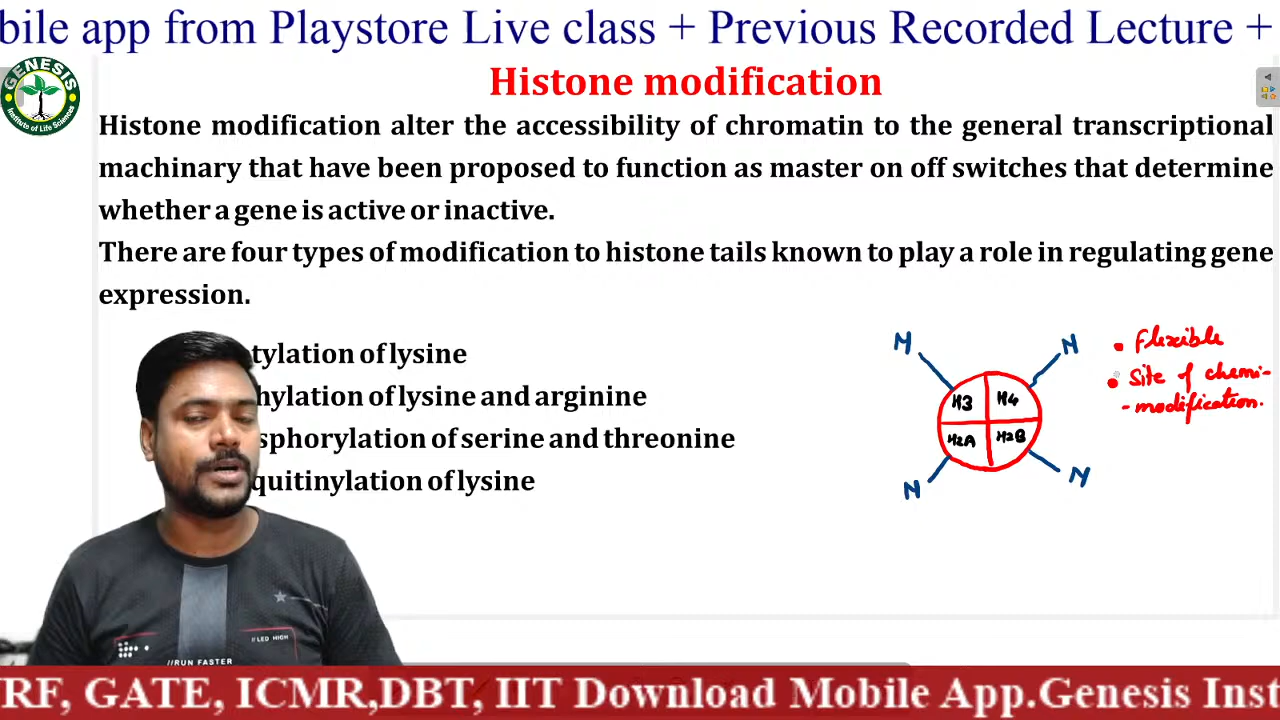 bile app from Playstore Live class + Previous Recorded Lecture +
GENESIS
Institute of Life Sciences
Histone modification
Histone modification alter the accessibility of chromatin to the general transcriptional
machinary that have been proposed to function as master on off switches that determine
whether a gene is active or inactive.
There are four types of modification to histone tails known to play a role in regulating gene
expression.
tylation of lysine
hylation of lysine and arginine
sphorylation of serine and threonine
quitinylation of lysine
N
N
H3
H4
H2A
H2B
N
N
• flexible
• Site of chemi-
-modification.
// LED HIGH
//RUN FASTER
RF, GATE, ICMR,DBT, IIT Download Mobile App.Genesis Inst